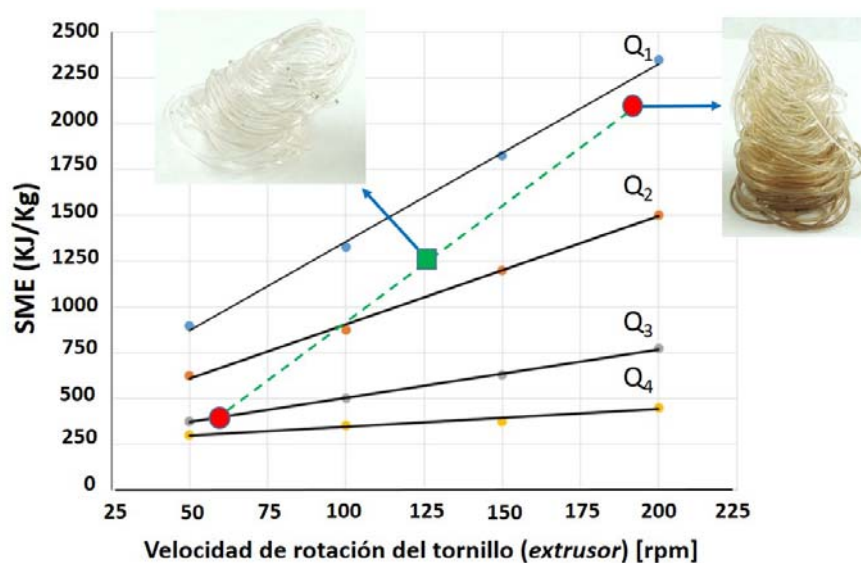 2500
2250
2000
1750
1500
1250
1000
750
500
250
0
SME (KJ/Kg)
Q1
Q2
Q3
Q4
25 50 75 100 125 150 175 200 225
Velocidad de rotación del tornillo (extrusor) [rpm]